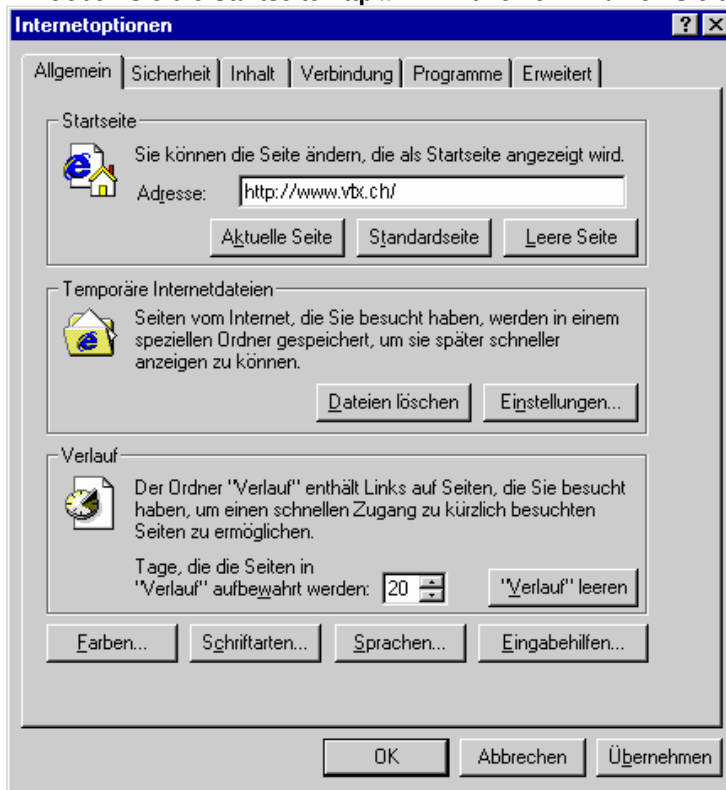 Internetoptionen
Allgemein Sicherheit Inhalt Verbindung Programme Erweitert
Startseite
Sie können die Seite ändern, die als Startseite angezeigt wird.
Adresse: http://www.vtx.ch/
Aktuelle Seite Standardseite Leere Seite
Temporäre Internetdateien
Seiten vom Internet, die Sie besucht haben, werden in einem
speziellen Ordner gespeichert, um sie später schneller
anzeigen zu können.
Dateien löschen Einstellungen...
Verlauf
Der Ordner "Verlauf" enthält Links auf Seiten, die Sie besucht
haben, um einen schnellen Zugang zu kürzlich besuchten
Seiten zu ermöglichen.
Tage, die die Seiten in
"Verlauf" aufbewahrt werden: 20 "Verlauf" leeren
Farben... Schriftarten... Sprachen... Eingabehilfen...
OK Abbrechen Übernehmen